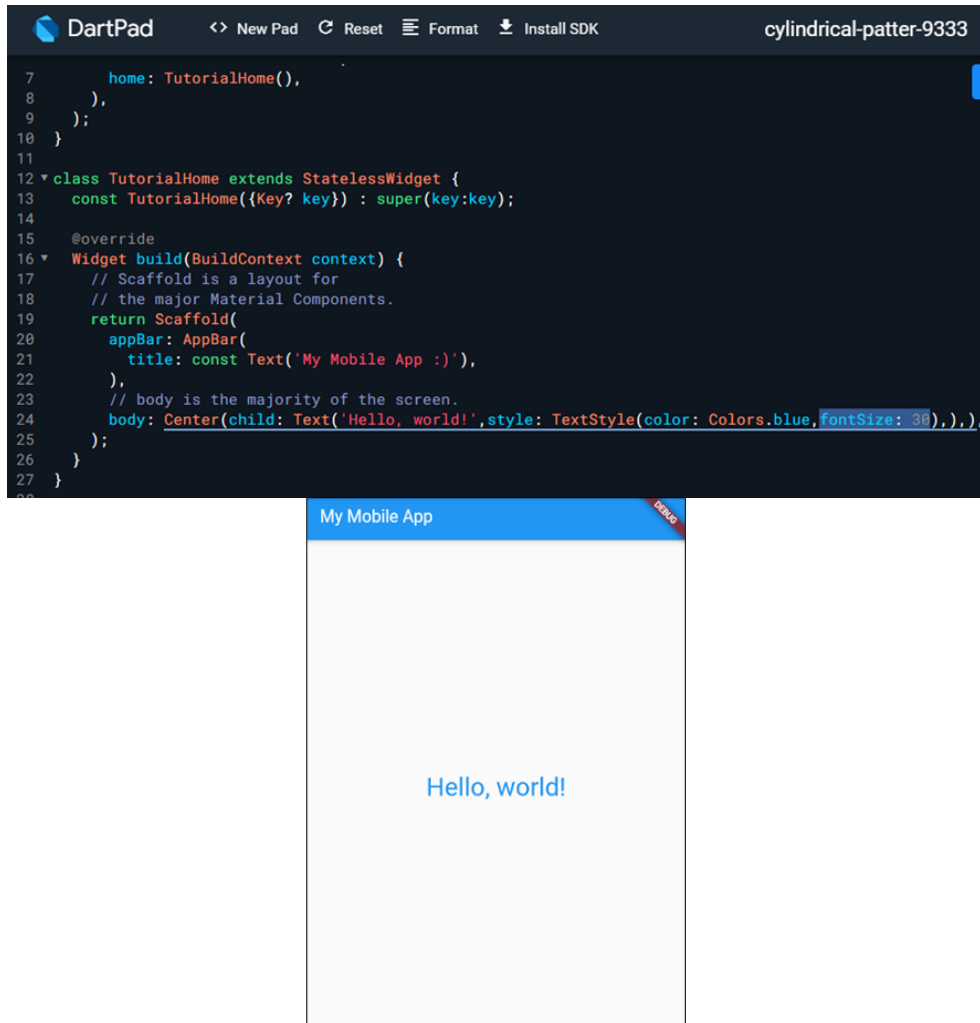 DartPad <> New Pad Reset Format Install SDK cylindrical-patter-9333
7 home: TutorialHome(),
8 ),
9 );
10 }
11
12 class TutorialHome extends StatelessWidget {
13 const TutorialHome({Key? key}) : super(key:key);
14
15 @override
16 Widget build(BuildContext context) {
17 // Scaffold is a layout for
18 // the major Material Components.
19 return Scaffold(
20 appBar: AppBar(
21 title: const Text('My Mobile App :)'),
22 ),
23 // body is the majority of the screen.
24 body: Center(child: Text('Hello, world!',style: TextStyle(color: Colors.blue,fontSize: 30),),),
25 );
26 }
27 }
My Mobile App DEBUG
Hello, world!